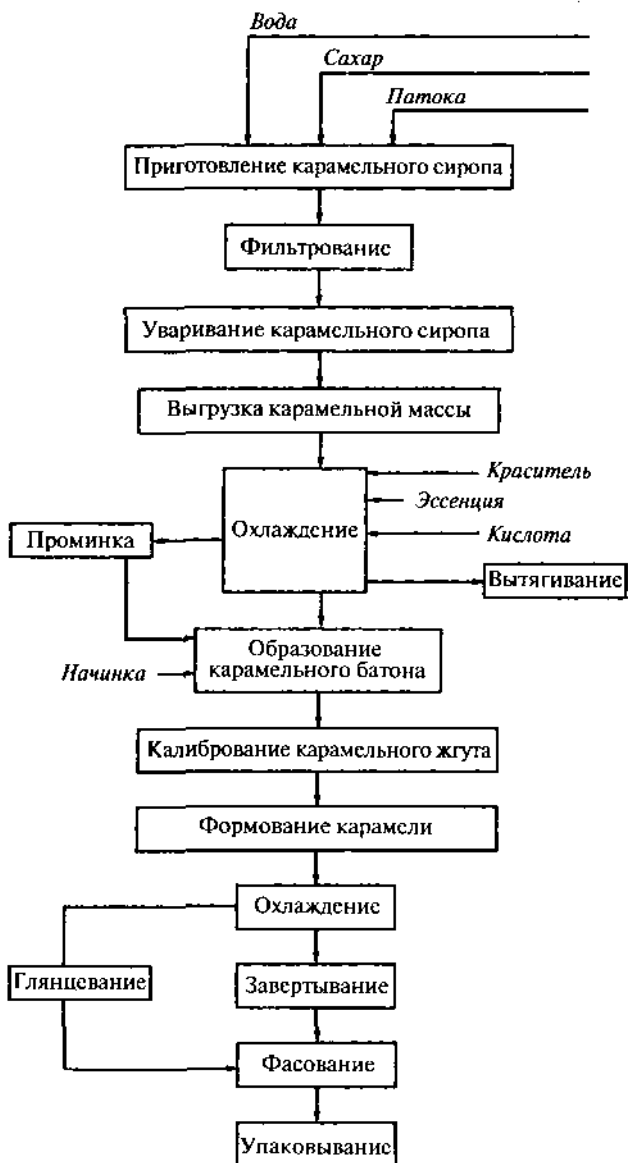 Вода
Сахар
Патока
Приготовление карамельного сиропа
Фильтрование
Уваривание карамельного сиропа
Выгрузка карамельной массы
Краситель
Эссенция
Охлаждение
Кислота
Проминка
Вытягивание
Образование
карамельного батона
Начинка
Калибрование карамельного жгута
Формование карамели
Охлаждение
Глянцевание
Завертывание
Фасование
Упаковывание